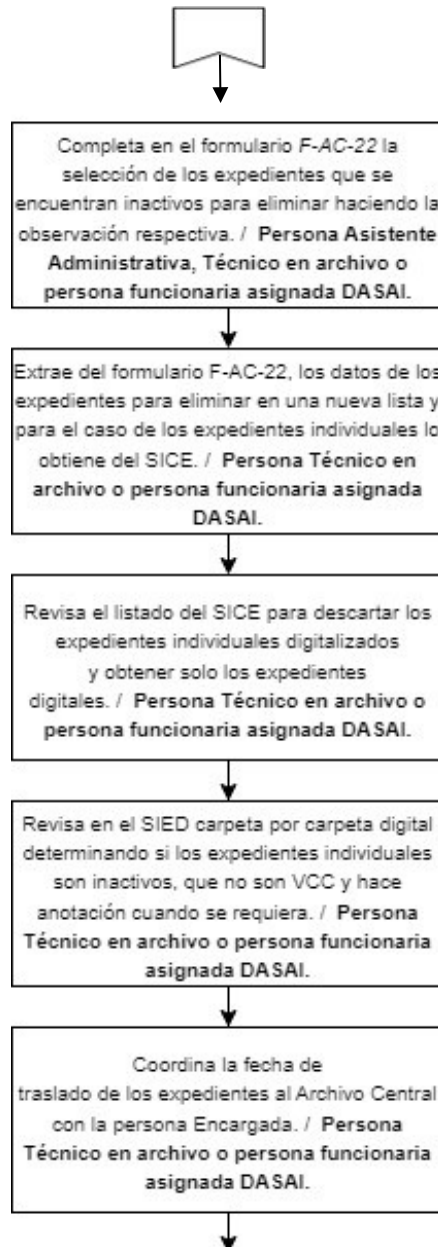 Completa en el formulario F-AC-22 la
selección de los expedientes que se
encuentran inactivos para eliminar haciendo la
observación respectiva. / Persona Asistente
Administrativa, Técnico en archivo o
persona funcionaria asignada DASAI.
Extrae del formulario F-AC-22, los datos de los
expedientes para eliminar en una nueva lista y
para el caso de los expedientes individuales lo
obtiene del SICE. / Persona Técnico en
archivo o persona funcionaria asignada
DASAI.
Revisa el listado del SICE para descartar los
expedientes individuales digitalizados
y obtener solo los expedientes
digitales. / Persona Técnico en archivo o
persona funcionaria asignada DASAI.
Revisa en el SIED carpeta por carpeta digital
determinando si los expedientes individuales
son inactivos, que no son VCC y hace
anotación cuando se requiera. / Persona
Técnico en archivo o persona funcionaria
asignada DASAI.
Coordina la fecha de
traslado de los expedientes al Archivo Central
con la persona Encargada. / Persona
Técnico en archivo o persona funcionaria
asignada DASAI.